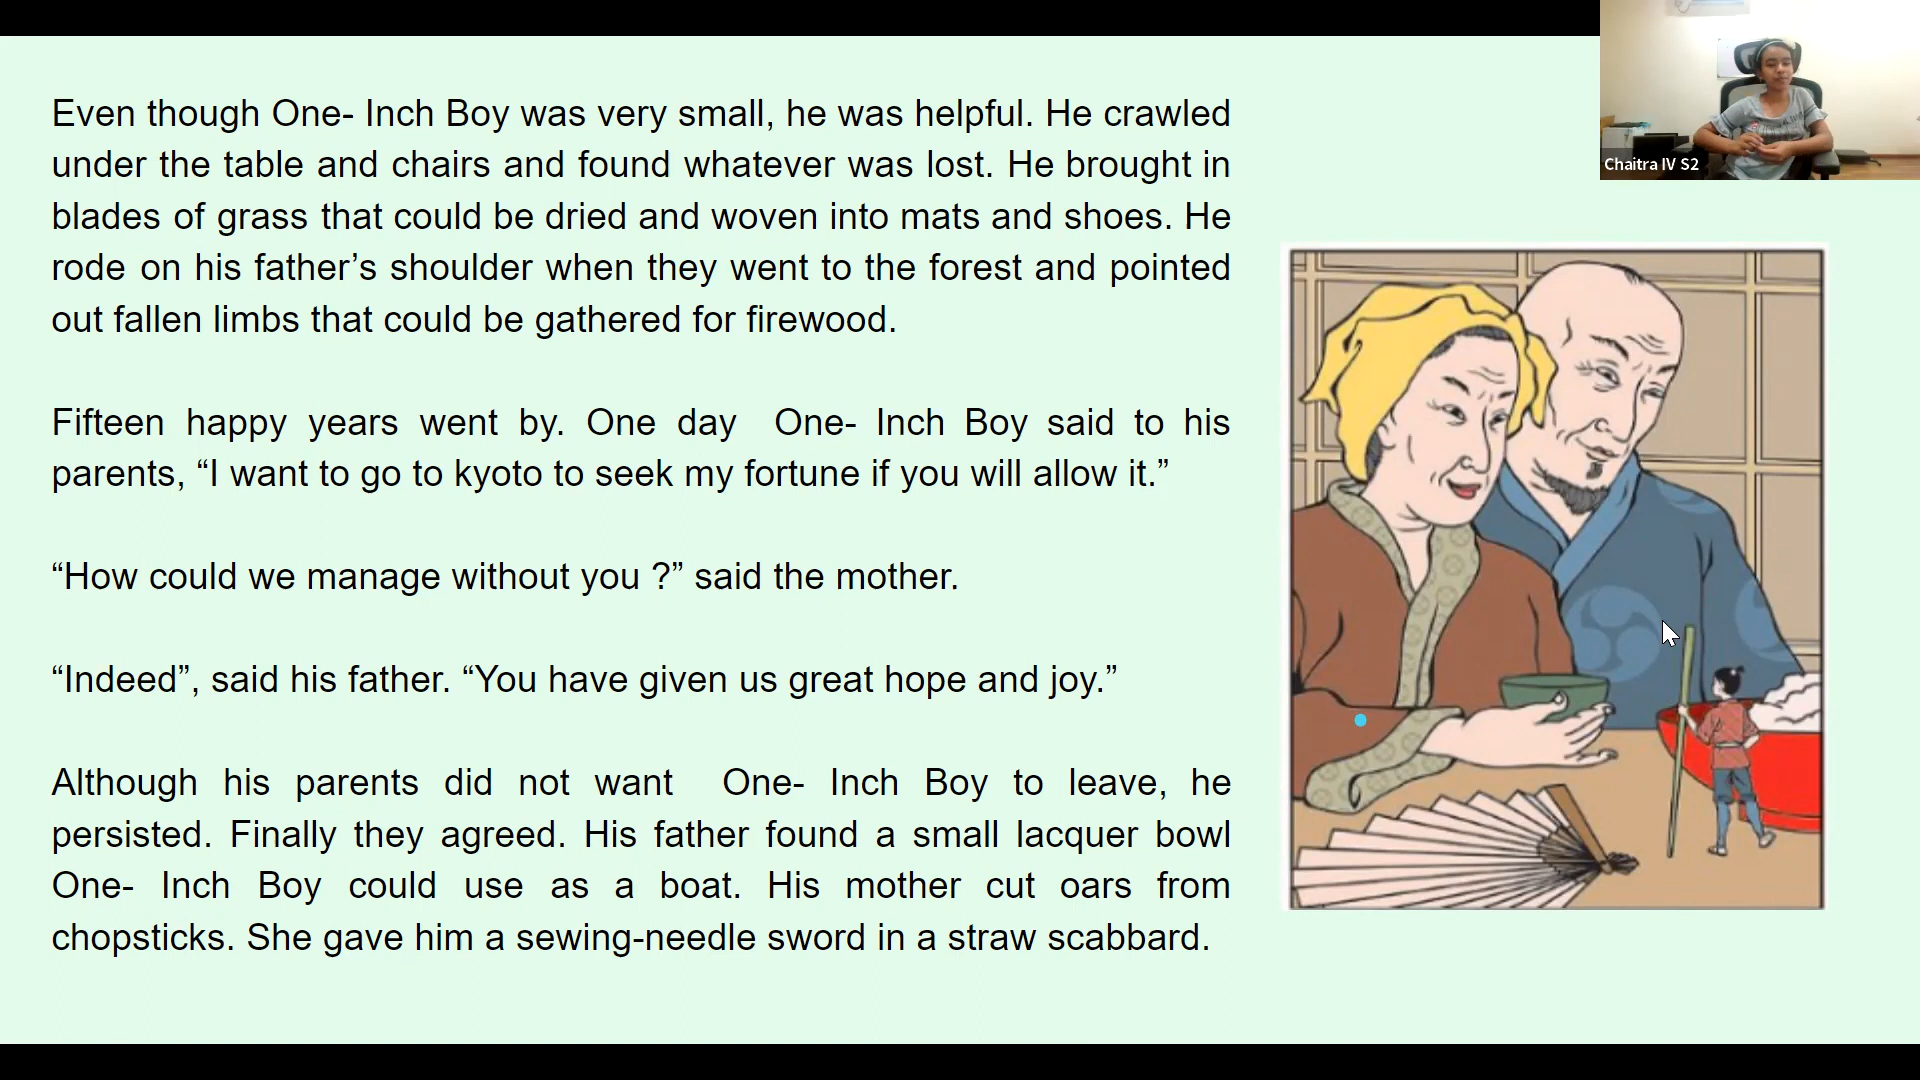 Even though One- Inch Boy was very small, he was helpful. He crawled
under the table and chairs and found whatever was lost. He brought in
blades of grass that could be dried and woven into mats and shoes. He
rode on his father’s shoulder when they went to the forest and pointed
out fallen limbs that could be gathered for firewood.
Fifteen happy years went by. One day  One- Inch Boy said to his
parents, “I want to go to kyoto to seek my fortune if you will allow it.”
“How could we manage without you ?” said the mother.
“Indeed”, said his father. “You have given us great hope and joy.”
Although his parents did not want  One- Inch Boy to leave, he
persisted. Finally they agreed. His father found a small lacquer bowl
One- Inch Boy could use as a boat. His mother cut oars from
chopsticks. She gave him a sewing-needle sword in a straw scabbard.
Chaitra IV S2